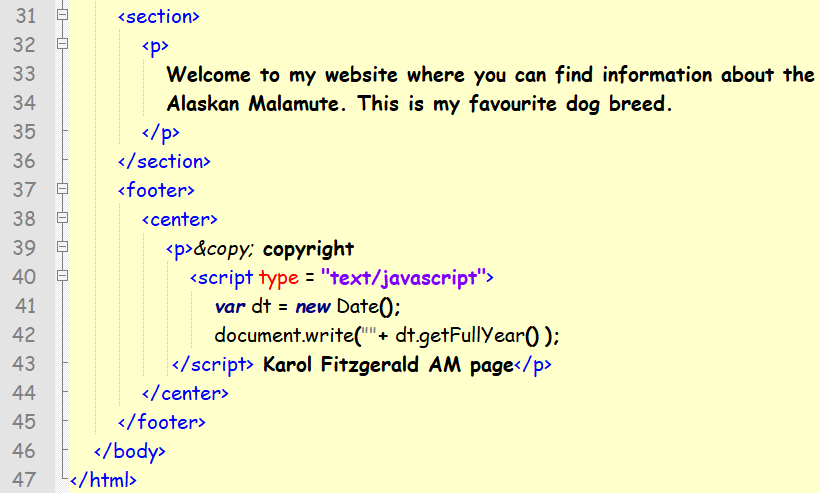 31 <section>
32 <p>
33 Welcome to my website where you can find information about the
34 Alaskan Malamute. This is my favourite dog breed.
35 </p>
36 </section>
37 <footer>
38 <center>
39 <p>&copy; copyright
40 <script type = "text/javascript">
41 var dt = new Date();
42 document.write(""+ dt.getFullYear() );
43 </script> Karol Fitzgerald AM page</p>
44 </center>
45 </footer>
46 </body>
47 </html>